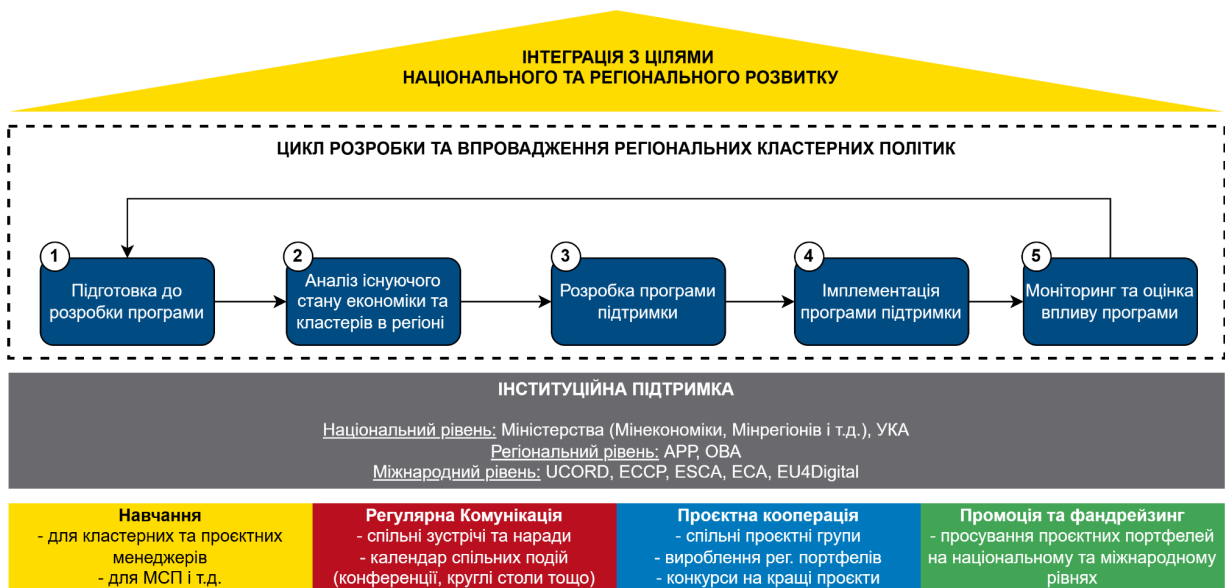 ІНТЕГРАЦІЯ З ЦІЛЯМИ
НАЦІОНАЛЬНОГО ТА РЕГІОНАЛЬНОГО РОЗВИТКУ
ЦИКЛ РОЗРОБКИ ТА ВПРОВАДЖЕННЯ РЕГІОНАЛЬНИХ КЛАСТЕРНИХ ПОЛІТИК
1
Підготовка до
розробки програми
2
Аналіз існуючого
стану економіки та
кластерів в регіоні
3
Розробка програми
підтримки
4
Імплементація
програми підтримки
5
Моніторинг та оцінка
впливу програми
ІНСТИТУЦІЙНА ПІДТРИМКА
Національний рівень: Міністерства (Мінекономіки, Мінрегіонів і т.д.), УКА
Регіональний рівень: АРР, ОВА
Міжнародний рівень: UCORD, ECCP, ESCA, ECA, EU4Digital
Навчання
- для кластерних та проєктних
менеджерів
- для МСП і т.д.
Регулярна Комунікація
- спільні зустрічі та наради
- календар спільних подій
(конференції, круглі столи тощо)
Проєктна кооперація
- спільні проєктні групи
- вироблення рег. портфелів
- конкурси на кращі проєкти
Промоція та фандрейзинг
- просування проєктних портфелей
на національному та міжнародному
рівнях